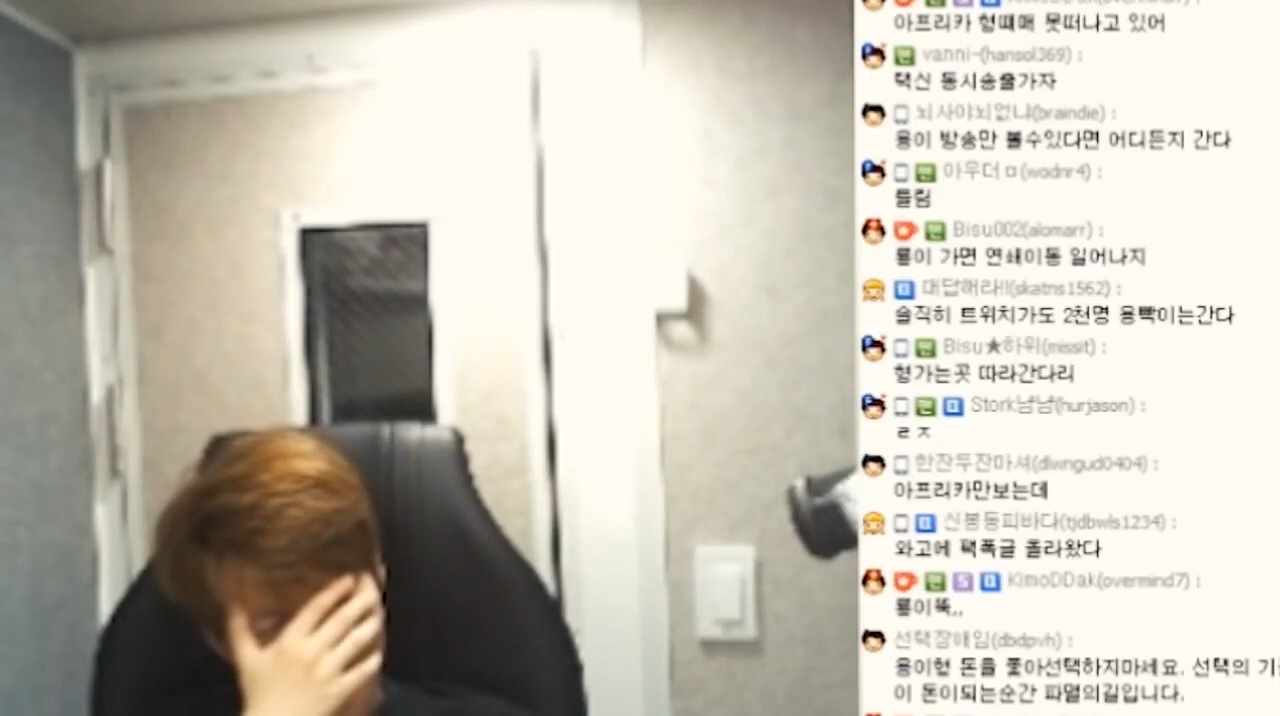 아프리카 형때매 못떠나고 있어
vanni~(hansol369) :
택신 동시송출가자
뇌사야뇌없냐(braindie) :
용이 방송만 볼수있다면 어디든지 간다
아우더ㅁ(wodnr4) :
틀림
Bisu002(alomarr) :
룡이 가면 연쇄이동 일어나지
대답해라!!(skatns1562) :
솔직히 트위치가도 2천명 용빡이는간다
Bisu★하위(missit) :
형가는곳 따라간다리
Stork냠냠(hurjason) :
ㄹㅈ
한잔두잔마셔(dlwngud0404) :
아프리카만보는데
신봉동피바다(tjdbwls1234) :
와고에 팩폭글 올라왔다
KimoDDak(overmind7) :
룡이뚝,,
선택장애임(dbdpvh) :
용이형 돈을 쫓아선택하지마세요. 선택의
이 돈이되는순간 파멸의길입니다.